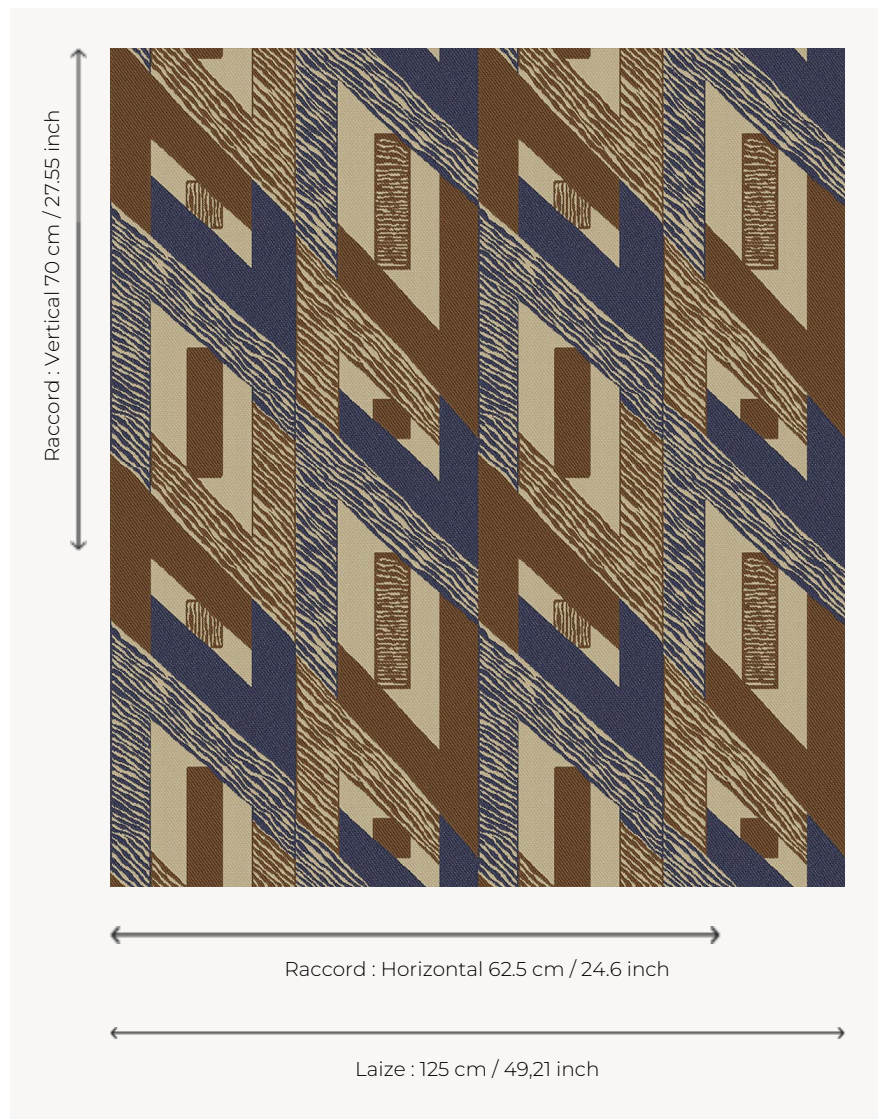 Raccord : Vertical 70 cm / 27.55 inch
Raccord : Horizontal 62.5 cm / 24.6 inch
Laize : 125 cm / 49,21 inch